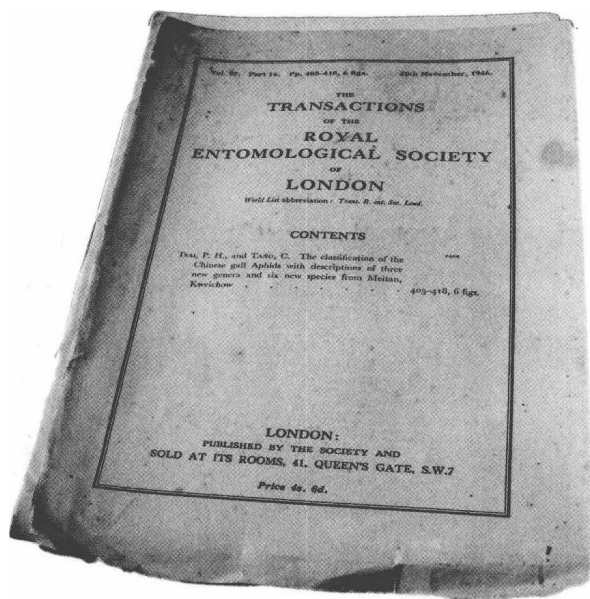 Vol. 97. Part 16. Pp. 405-418, 6 figs. 20th November, 1946.
THE
TRANSACTIONS
OF THE
ROYAL
ENTOMOLOGICAL SOCIETY
OF
LONDON
World List abbreviation: Trans. R. ent. Soc. Lond.
CONTENTS
PAGE
TSAI, P. H., and TANG, C. The classification of the
Chinese gall Aphids with descriptions of three
new genera and six new species from Meitan,
Kweichow . . . . . . 405-418, 6 figs.
LONDON:
PUBLISHED BY THE SOCIETY AND
SOLD AT ITS ROOMS, 41, QUEEN'S GATE, S.W.7
Price 4s. 6d.